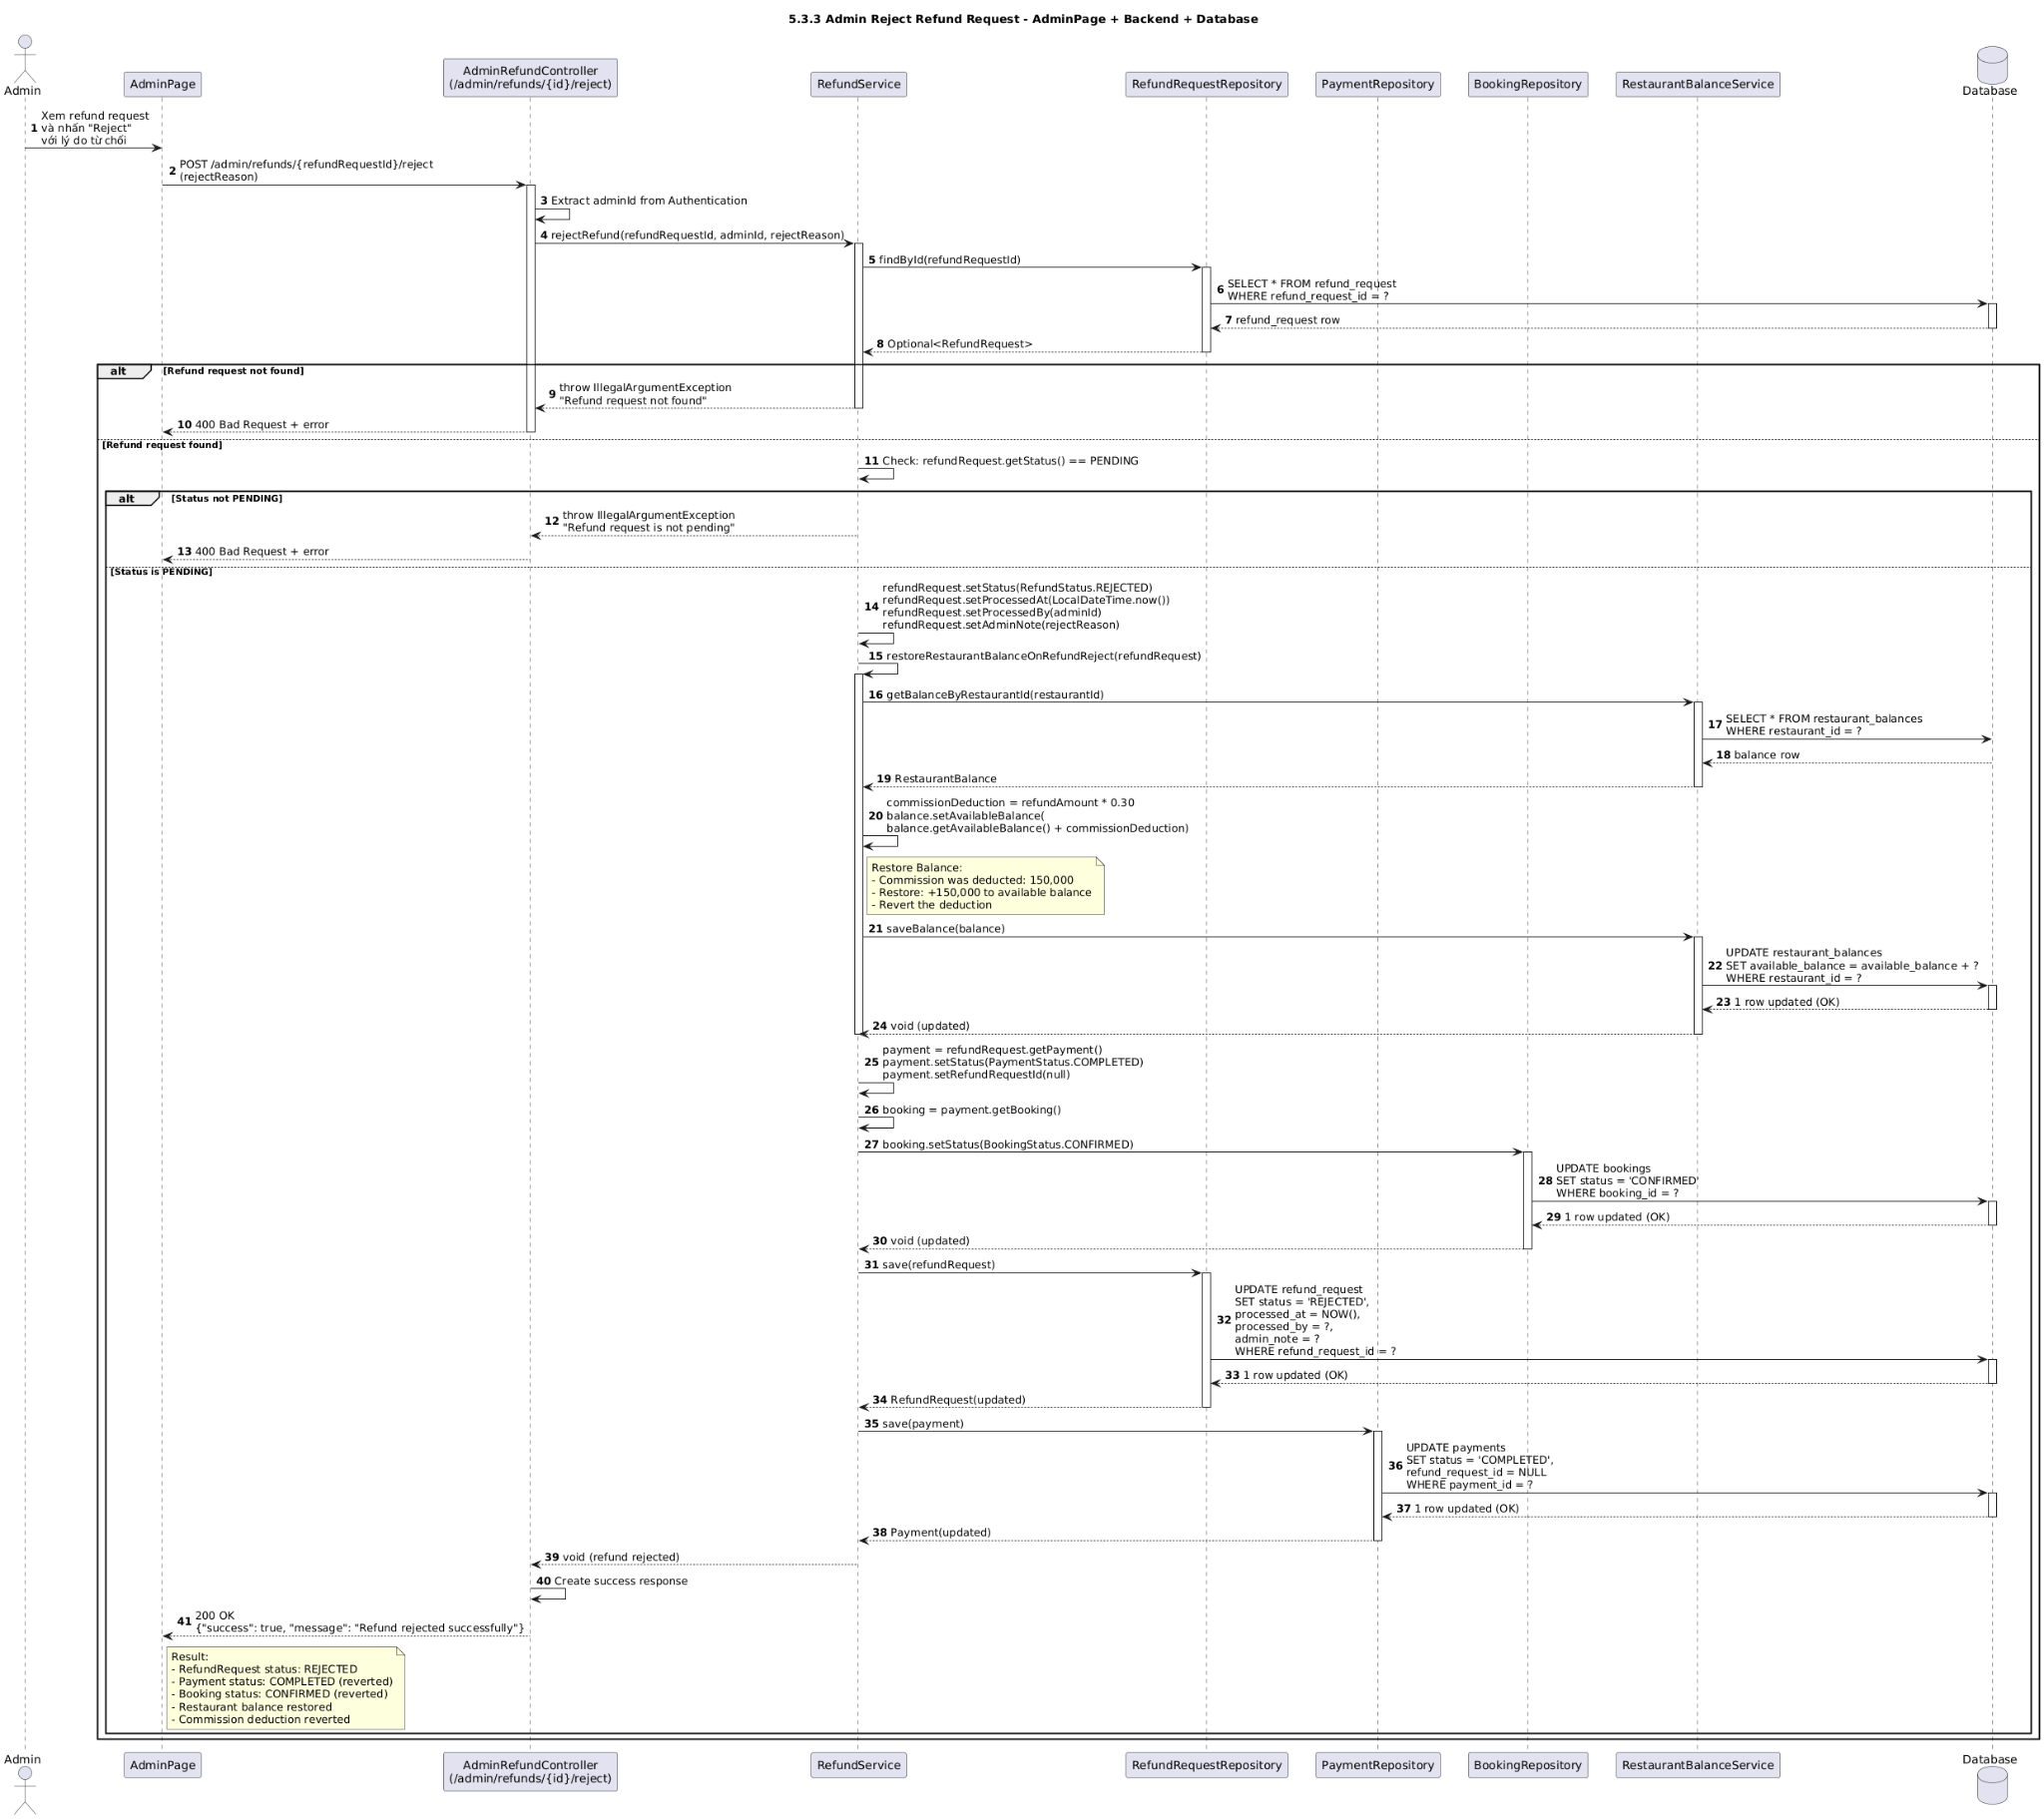 5.3.3 Admin Reject Refund Request - AdminPage + Backend + Database
Admin
AdminPage
AdminRefundController
(/admin/refunds/{id}/reject)
RefundService
RefundRequestRepository
PaymentRepository
BookingRepository
RestaurantBalanceService
Database
1 Xem refund request
và nhấn "Reject"
với lý do từ chối
2 POST /admin/refunds/{refundRequestId}/reject
(rejectReason)
3 Extract adminId from Authentication
4 rejectRefund(refundRequestId, adminId, rejectReason)
5 findById(refundRequestId)
6 SELECT * FROM refund_request
WHERE refund_request_id = ?
7 refund_request row
8 Optional<RefundRequest>
alt [Refund request not found]
9 throw IllegalArgumentException
"Refund request not found"
10 400 Bad Request + error
[Refund request found]
11 Check: refundRequest.getStatus() == PENDING
alt [Status not PENDING]
12 throw IllegalArgumentException
"Refund request is not pending"
13 400 Bad Request + error
[Status is PENDING]
14 refundRequest.setStatus(RefundStatus.REJECTED)
refundRequest.setProcessedAt(LocalDateTime.now())
refundRequest.setProcessedBy(adminId)
refundRequest.setAdminNote(rejectReason)
15 restoreRestaurantBalanceOnRefundReject(refundRequest)
16 getBalanceByRestaurantId(restaurantId)
17 SELECT * FROM restaurant_balances
WHERE restaurant_id = ?
18 balance row
19 RestaurantBalance
20 commissionDeduction = refundAmount * 0.30
balance.setAvailableBalance(
balance.getAvailableBalance() + commissionDeduction)
Restore Balance:
- Commission was deducted: 150,000
- Restore: +150,000 to available balance
- Revert the deduction
21 saveBalance(balance)
22 UPDATE restaurant_balances
SET available_balance = available_balance + ?
WHERE restaurant_id = ?
23 1 row updated (OK)
24 void (updated)
25 payment = refundRequest.getPayment()
payment.setStatus(PaymentStatus.COMPLETED)
payment.setRefundRequestId(null)
26 booking = payment.getBooking()
27 booking.setStatus(BookingStatus.CONFIRMED)
28 UPDATE bookings
SET status = 'CONFIRMED'
WHERE booking_id = ?
29 1 row updated (OK)
30 void (updated)
31 save(refundRequest)
32 UPDATE refund_request
SET status = 'REJECTED',
processed_at = NOW(),
processed_by = ?,
admin_note = ?
WHERE refund_request_id = ?
33 1 row updated (OK)
34 RefundRequest(updated)
35 save(payment)
36 UPDATE payments
SET status = 'COMPLETED',
refund_request_id = NULL
WHERE payment_id = ?
37 1 row updated (OK)
38 Payment(updated)
39 void (refund rejected)
40 Create success response
41 200 OK
{"success": true, "message": "Refund rejected successfully"}
Result:
- RefundRequest status: REJECTED
- Payment status: COMPLETED (reverted)
- Booking status: CONFIRMED (reverted)
- Restaurant balance restored
- Commission deduction reverted
Admin
AdminPage
AdminRefundController
(/admin/refunds/{id}/reject)
RefundService
RefundRequestRepository
PaymentRepository
BookingRepository
RestaurantBalanceService
Database